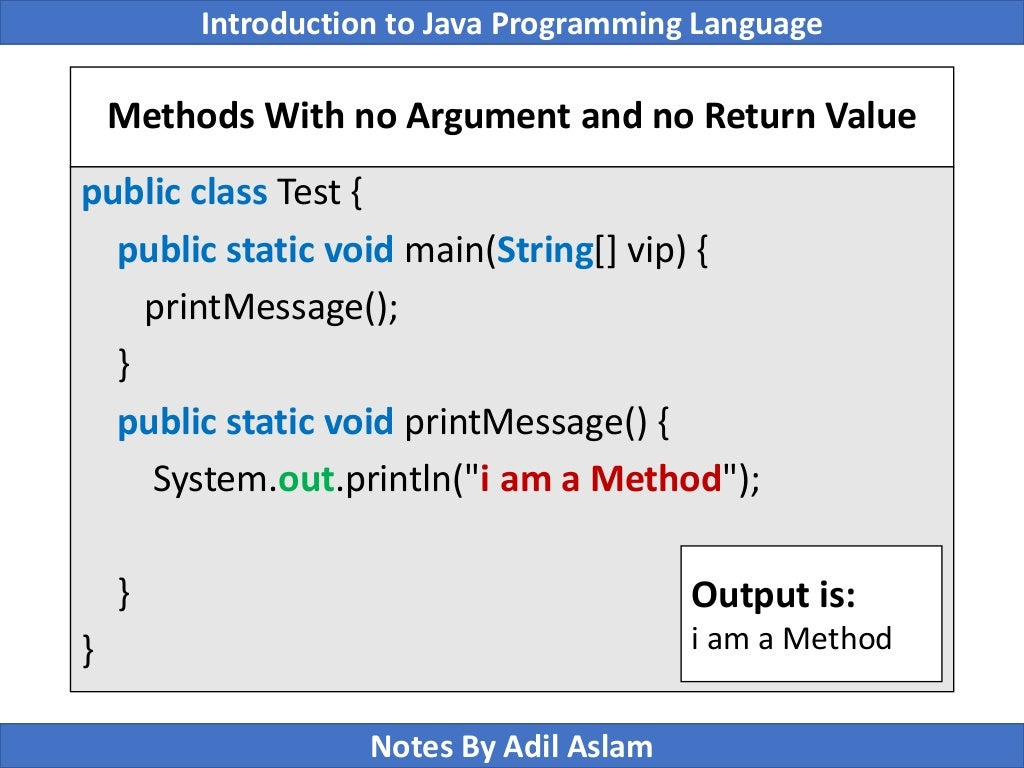 Introduction to Java Programming Language
Methods With no Argument and no Return Value
public class Test {
public static void main(String[] vip) {
printMessage();
}
public static void printMessage() {
System.out.println("i am a Method");
}
}
Output is:
i am a Method
Notes By Adil Aslam